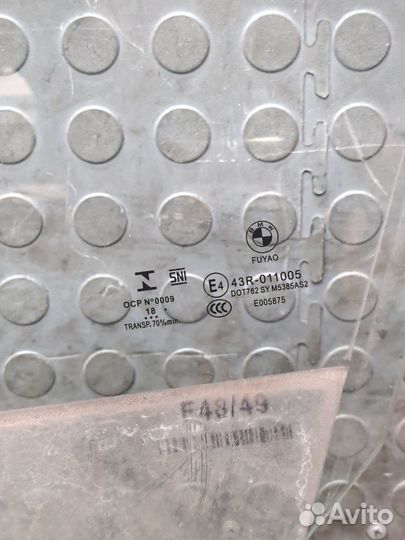 BMW
FUYAO
SNI
E4 43R-011005
OCP Nº0009
DOT782 SY M5385AS2
18
CCC
E005875
TRANSP. 70% min.
F48/49
Avito